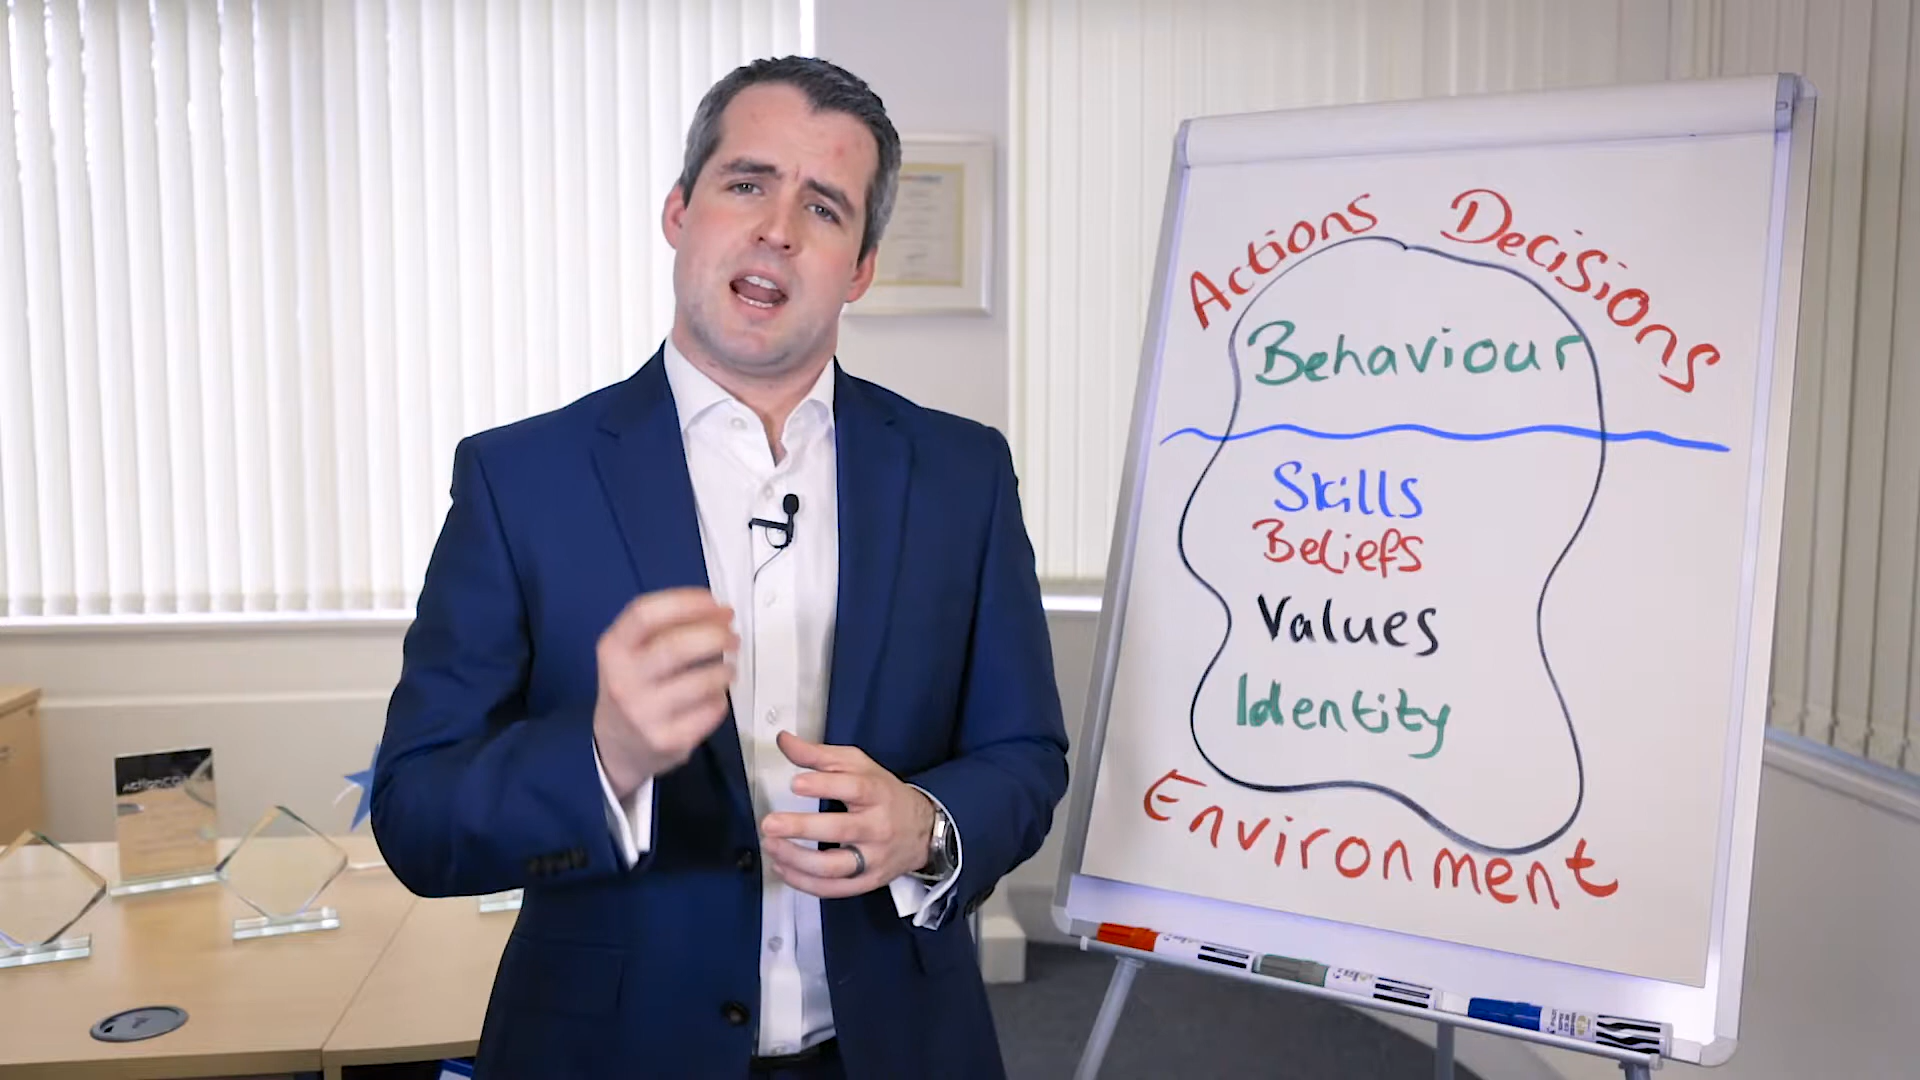 Actions Decisions
Behaviour
Skills
Beliefs
Values
Identity
Environment